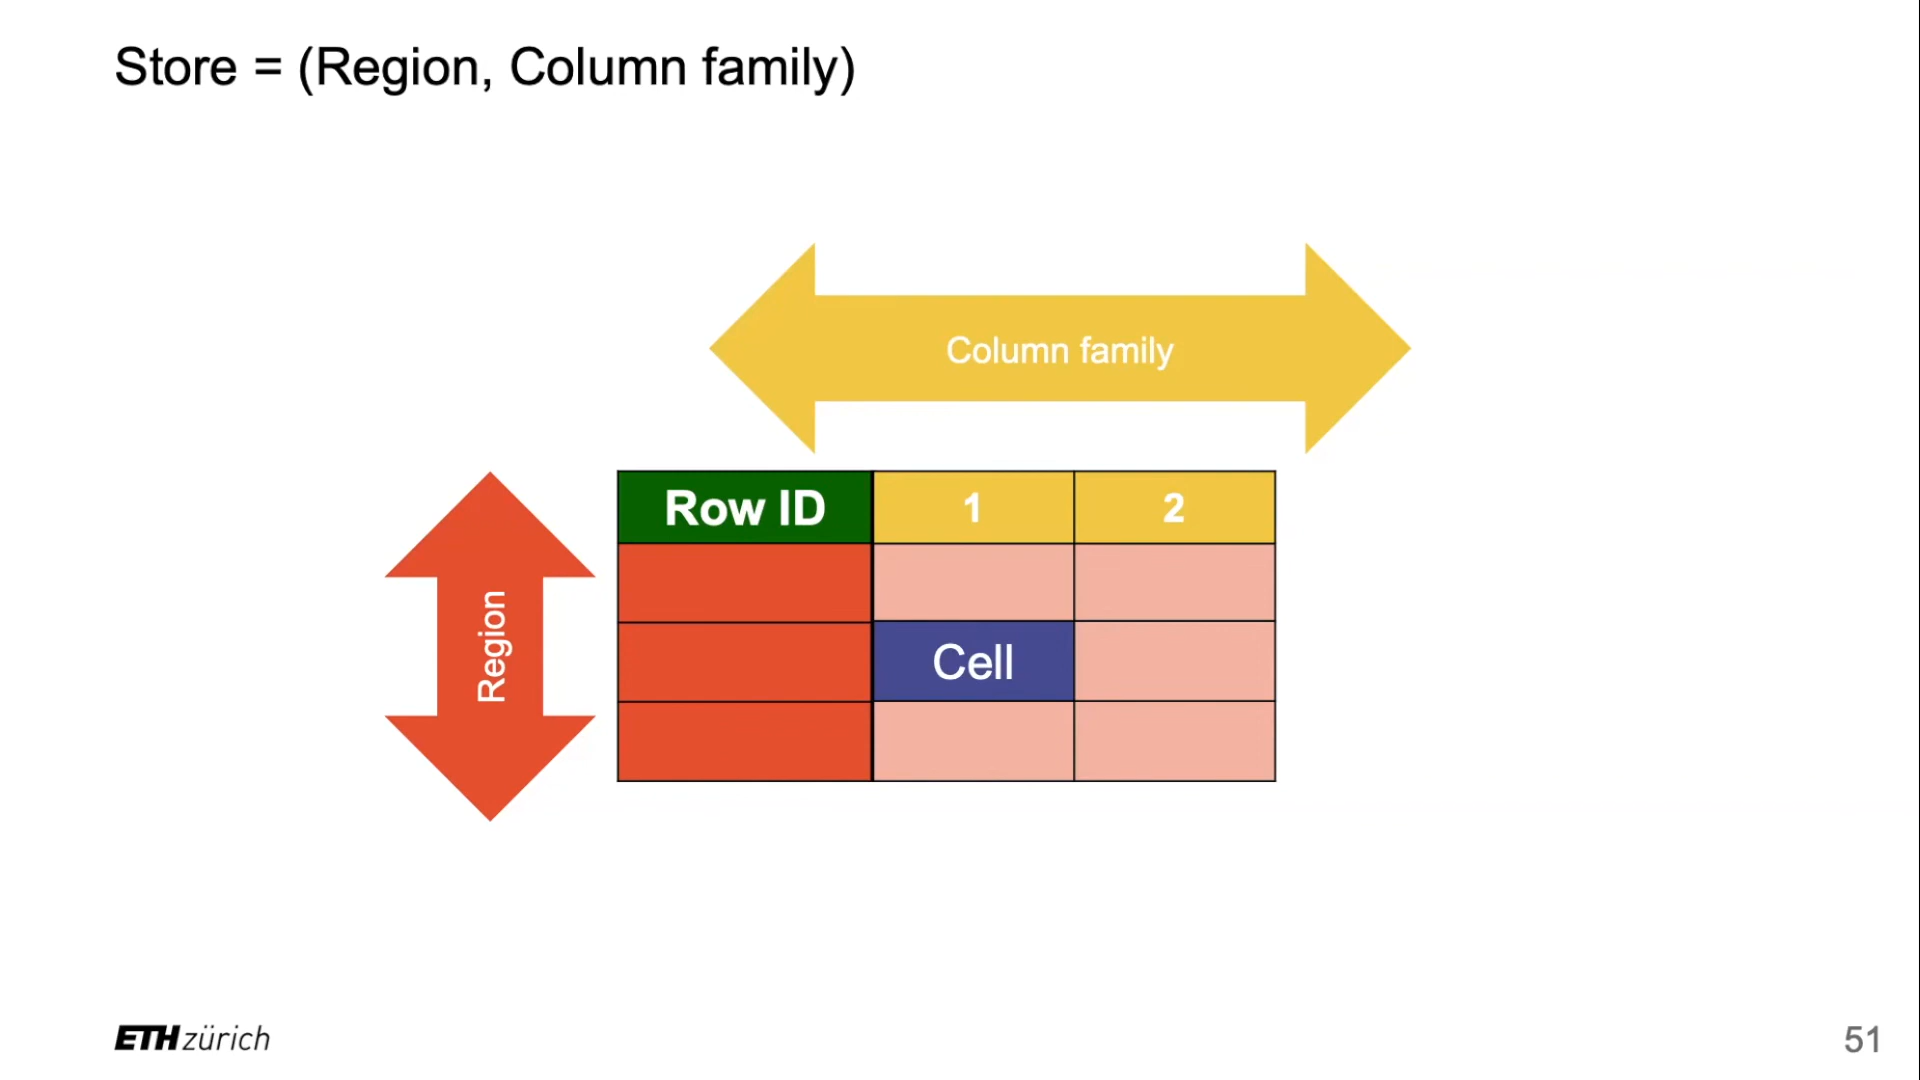 Store = (Region, Column family)
Column family
Region
Row ID 1 2
Cell
ETH zürich
51